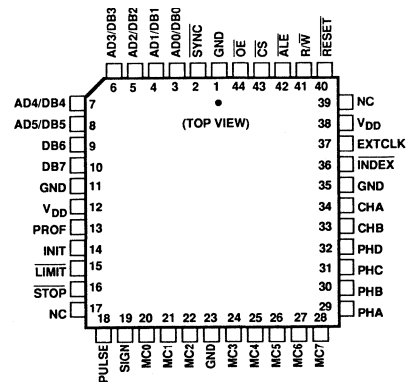 AD3/DB3
AD2/DB2
AD1/DB1
AD0/DB0
SYNC
GND
OE
CS
ALE
R/W
RESET
6 5 4 3 2 1 44 43 42 41 40
AD4/DB4 7
AD5/DB5 8
DB6 9
DB7 10
GND 11
VDD 12
PROF 13
INIT 14
LIMIT 15
STOP 16
NC 17
(TOP VIEW)
39 NC
38 VDD
37 EXTCLK
36 INDEX
35 GND
34 CHA
33 CHB
32 PHD
31 PHC
30 PHB
29 PHA
18 19 20 21 22 23 24 25 26 27 28
PULSE
SIGN
MC0
MC1
MC2
GND
MC3
MC4
MC5
MC6
MC7